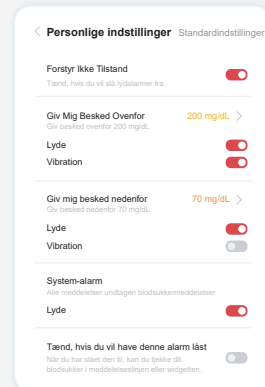 Personlige indstillinger Standardindstillinger
Forstyr Ikke Tilstand
Tænd, hvis du vil slå lydalarmer fra.
Giv Mig Besked Ovenfor 200 mg/dL
Giv besked ovenfor 200 mg/dL.
Lyde
Vibration
Giv mig besked nedenfor 70 mg/dL
Giv besked nedenfor 70 mg/dL.
Lyde
Vibration
System-alarm
Alle meddelelser undtagen blodsukkermeddelelser
Lyde
Tænd, hvis du vil have denne alarm låst
Når du har slået den til, kan du tjekke dit
blodsukker i meddelelseslinjen eller widgetten.